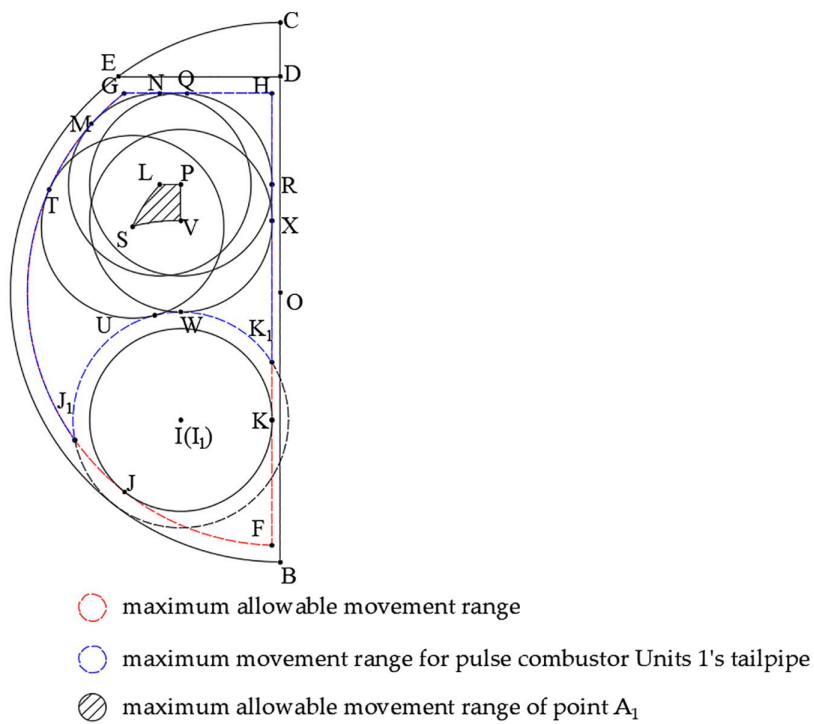 C
E
D
G
N
Q
H
M
L
P
R
T
S
V
X
O
U
W
K₁
J₁
I(I₁)
K
J
F
B
maximum allowable movement range
maximum movement range for pulse combustor Units 1's tailpipe
maximum allowable movement range of point A₁